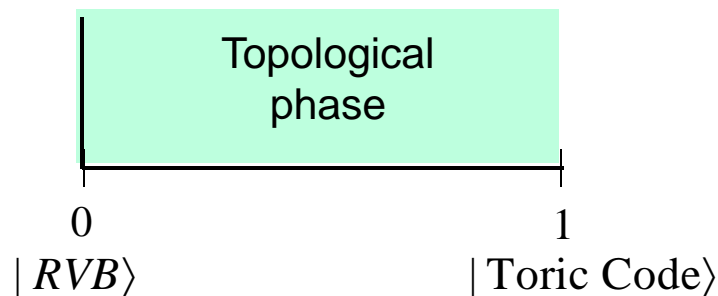 Topological
phase
0 1
| RVB⟩ | Toric Code⟩